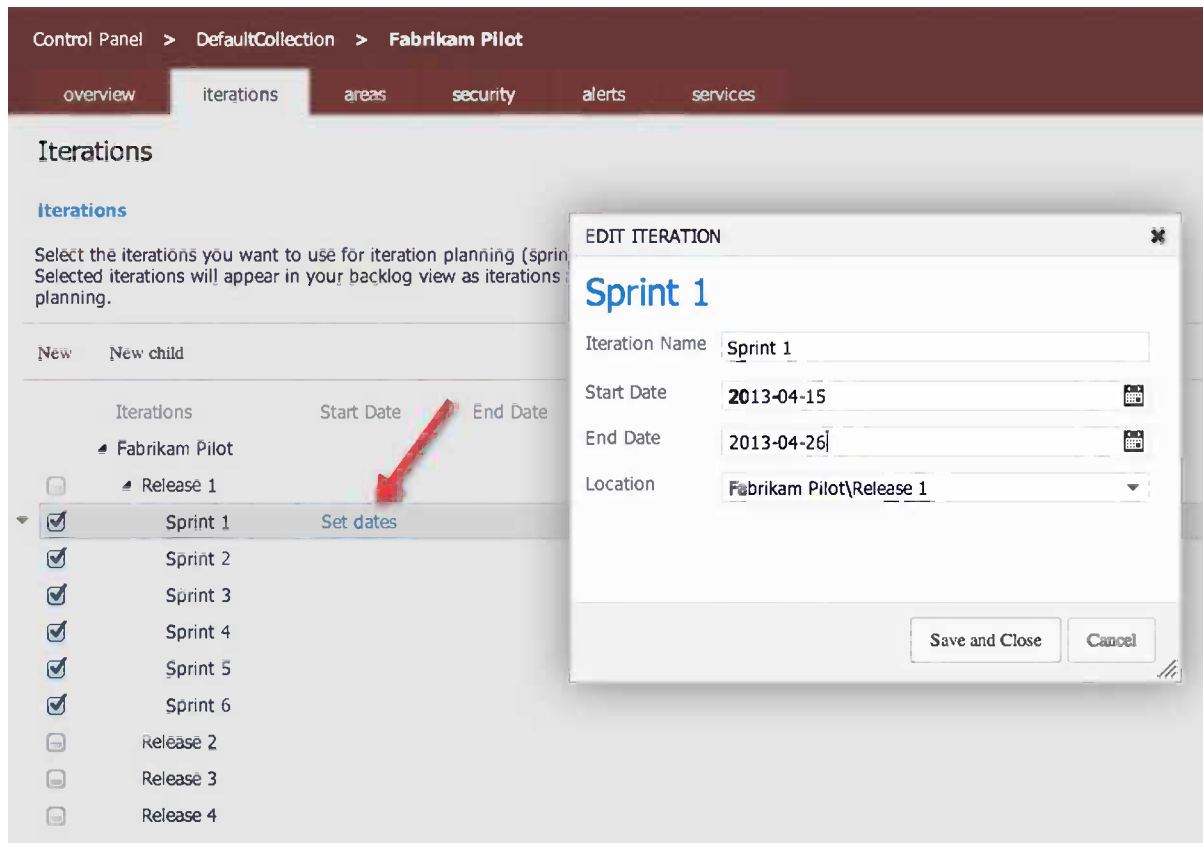 Control Panel > DefaultCollection > Fabrikam Pilot
overview iterations areas security alerts services
Iterations
Iterations
Select the iterations you want to use for iteration planning (sprin
Selected iterations will appear in your backlog view as iterations
planning.
New New child
Iterations Start Date End Date
Fabrikam Pilot
Release 1
Sprint 1 Set dates
Sprint 2
Sprint 3
Sprint 4
Sprint 5
Sprint 6
Release 2
Release 3
Release 4
EDIT ITERATION
Sprint 1
Iteration Name Sprint 1
Start Date 2013-04-15
End Date 2013-04-26
Location Fabrikam Pilot\Release 1
Save and Close Cancel